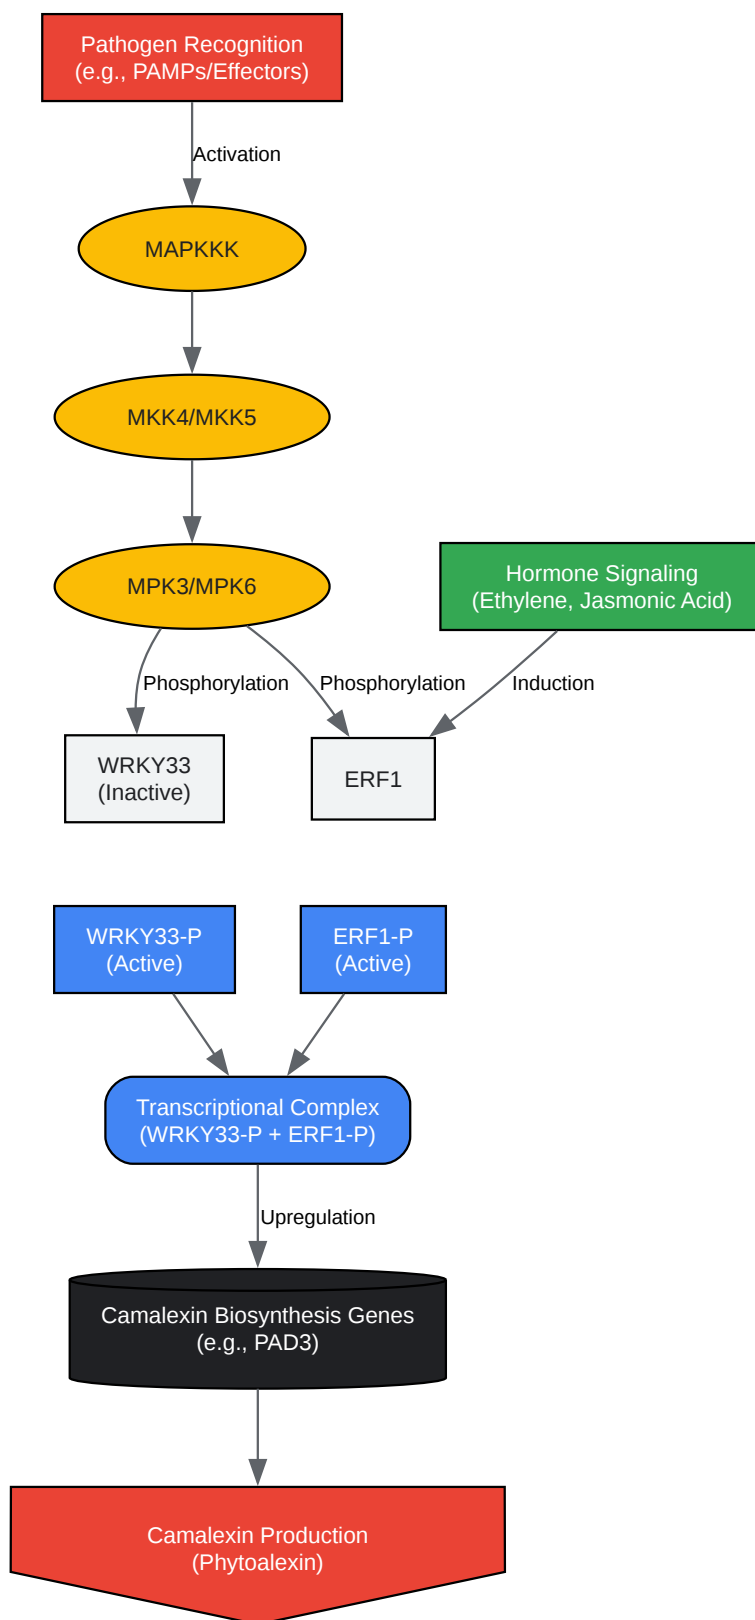 Pathogen Recognition
(e.g., PAMPs/Effectors)
Activation
MAPKKK
MKK4/MKK5
MPK3/MPK6
Hormone Signaling
(Ethylene, Jasmonic Acid)
Phosphorylation
Phosphorylation
Induction
WRKY33
(Inactive)
ERF1
WRKY33-P
(Active)
ERF1-P
(Active)
Transcriptional Complex
(WRKY33-P + ERF1-P)
Upregulation
Camalexin Biosynthesis Genes
(e.g., PAD3)
Camalexin Production
(Phytoalexin)